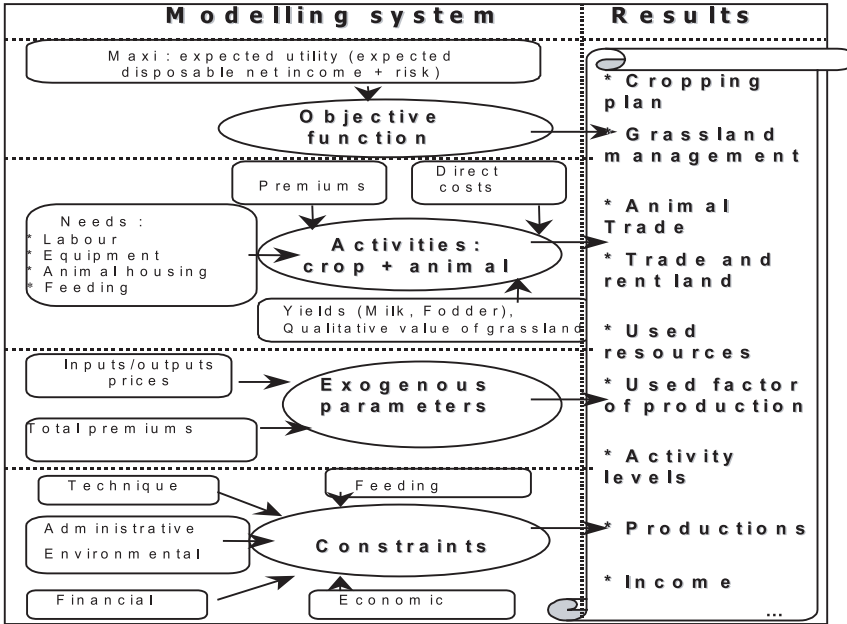 Modelling system
Results
Maxi : expected utility (expected
disposable net income + risk)
Objective
function
Premiums
Direct
costs
Needs :
* Labour
* Equipment
* Animal housing
* Feeding
Activities:
crop + animal
Yields (Milk, Fodder),
Qualitative value of grassland
Inputs/outputs
prices
Total premiums
Exogenous
parameters
Technique
Feeding
Administrative
Environmental
Constraints
Financial
Economic
* Cropping
plan
* Grassland
management
* Animal
Trade
* Trade and
rent land
* Used
resources
* Used factor
of production
* Activity
levels
* Productions
* Income
...